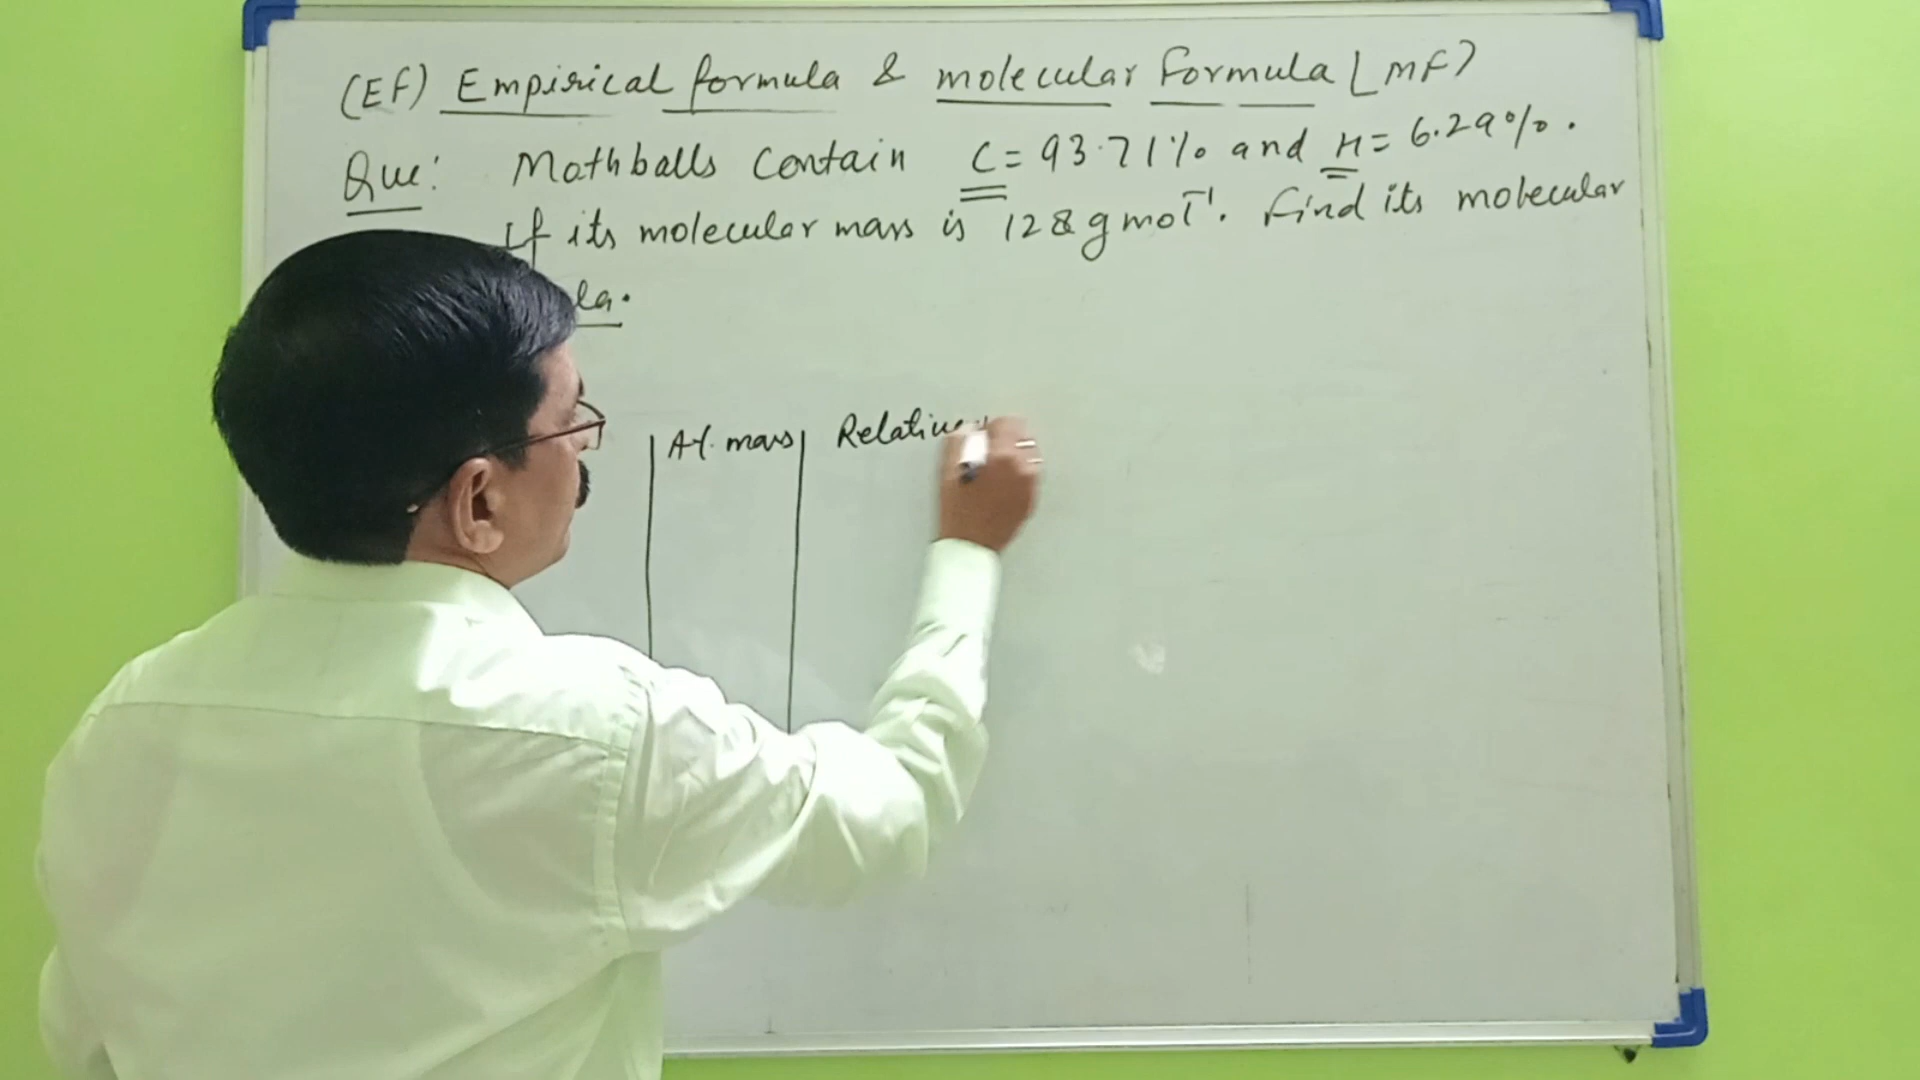 (EF) Empirical formula & molecular formula (MF)
Que: Mothballs contain C = 93.71% and H = 6.29%.
If its molecular mass is 128 g mol⁻¹. Find its molecular
la.
At. mass Relative